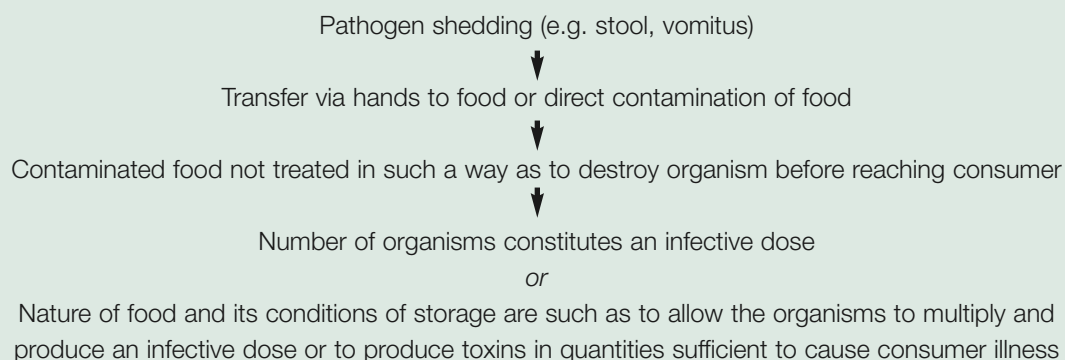 Pathogen shedding (e.g. stool, vomitus)
Transfer via hands to food or direct contamination of food
Contaminated food not treated in such a way as to destroy organism before reaching consumer
Number of organisms constitutes an infective dose
or
Nature of food and its conditions of storage are such as to allow the organisms to multiply and
produce an infective dose or to produce toxins in quantities sufficient to cause consumer illness